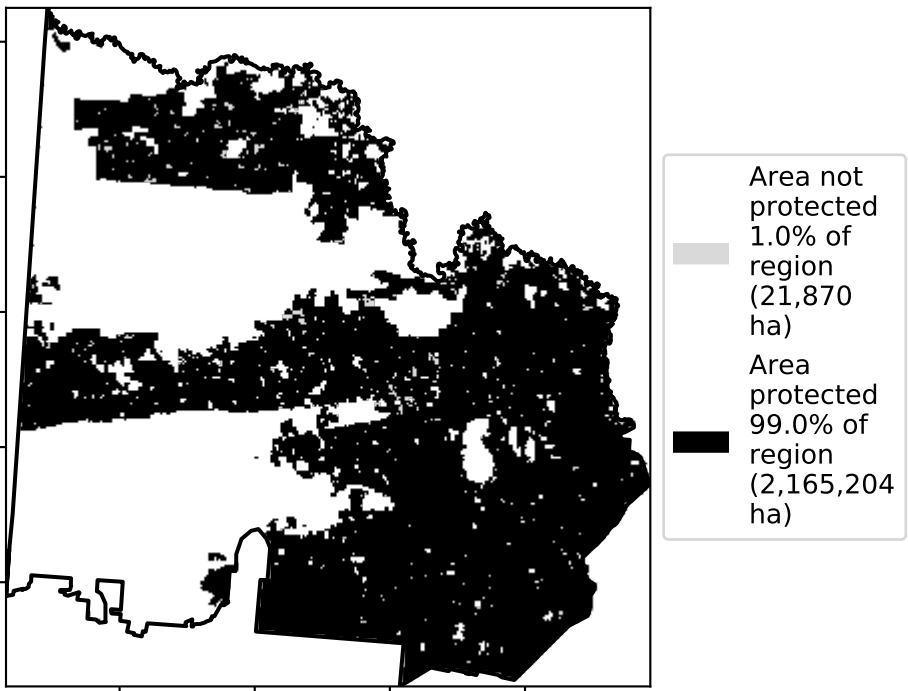 Area not
protected
1.0% of
region
(21,870
ha)
Area
protected
99.0% of
region
(2,165,204
ha)